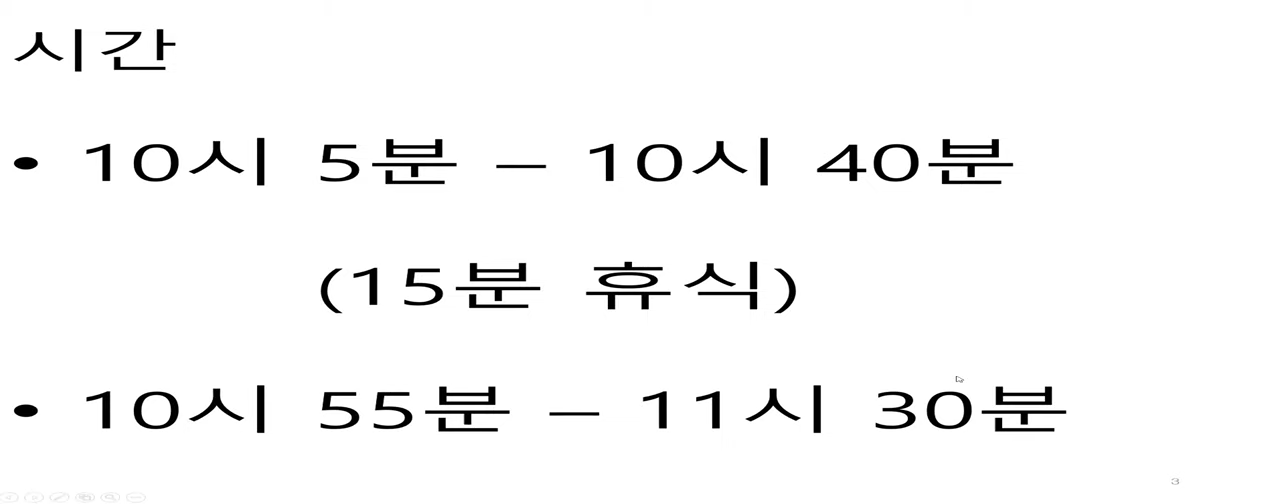 시간
• 10시 5분 – 10시 40분
(15분 휴식)
• 10시 55분 – 11시 30분
3